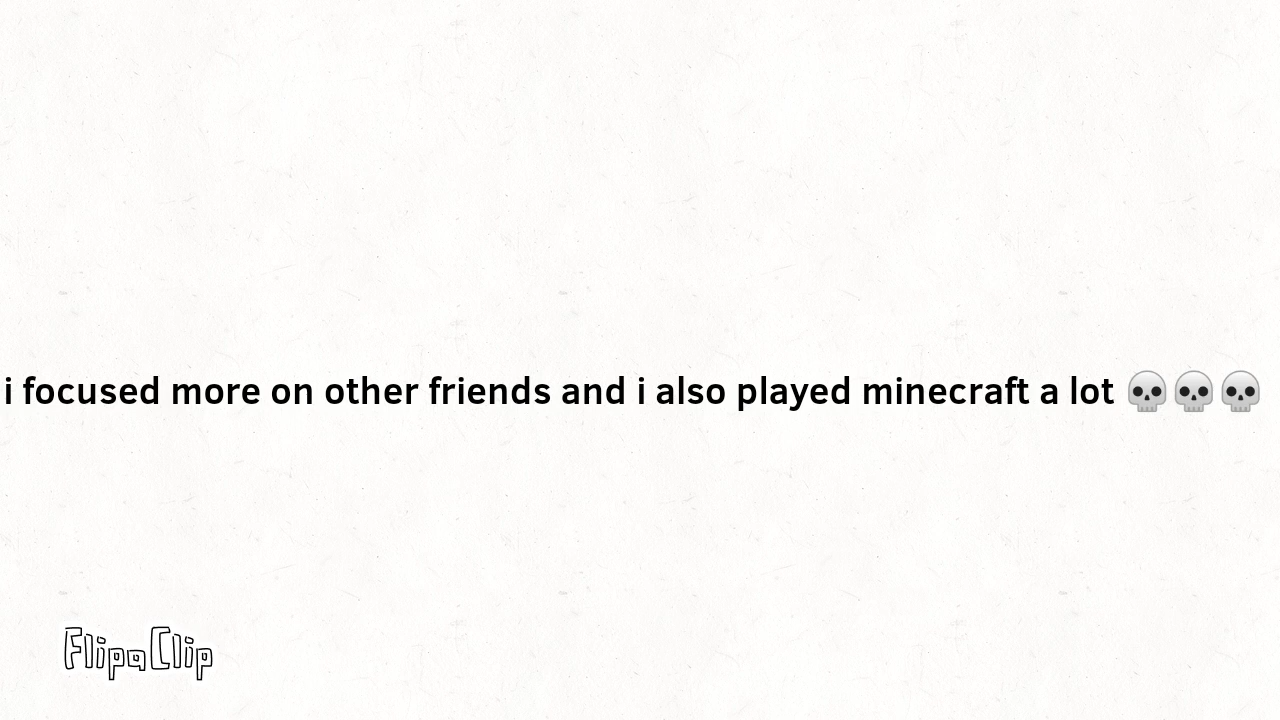 i focused more on other friends and i also played minecraft a lot 💀💀💀
FlipaClip